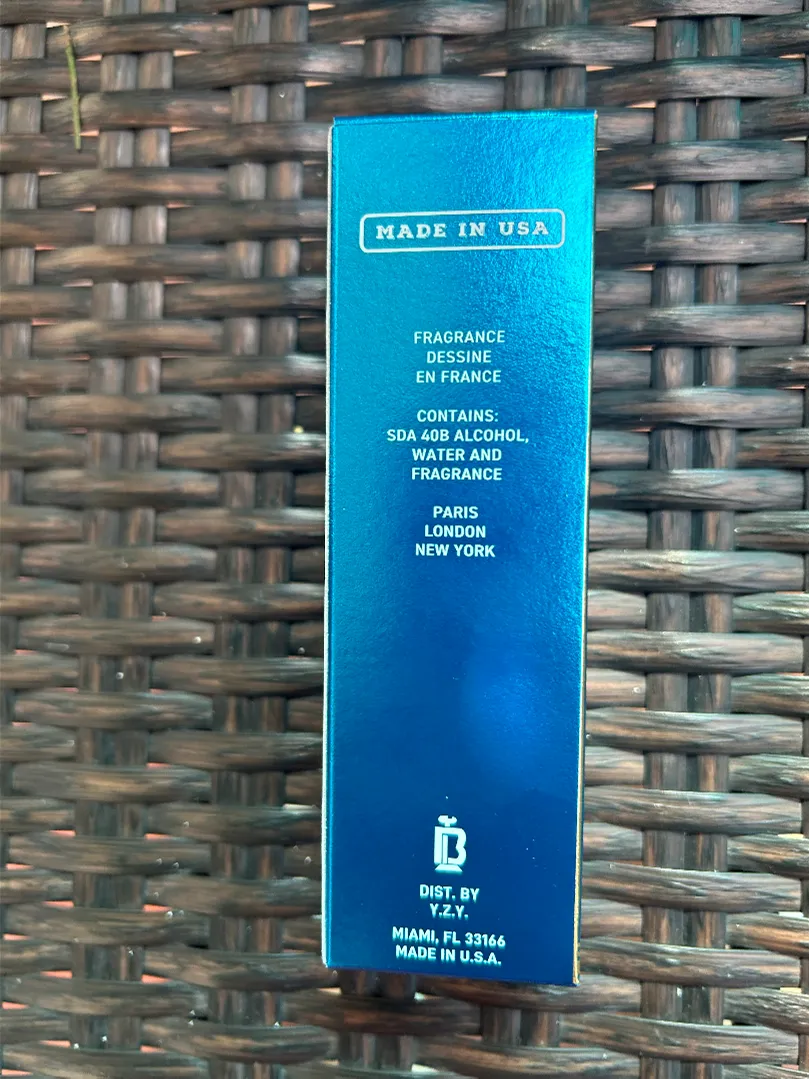 MADE IN USA
FRAGRANCE
DESSINE
EN FRANCE
CONTAINS:
SDA 40B ALCOHOL,
WATER AND
FRAGRANCE
PARIS
LONDON
NEW YORK
B
DIST. BY
Y.Z.Y.
MIAMI, FL 33166
MADE IN U.S.A.